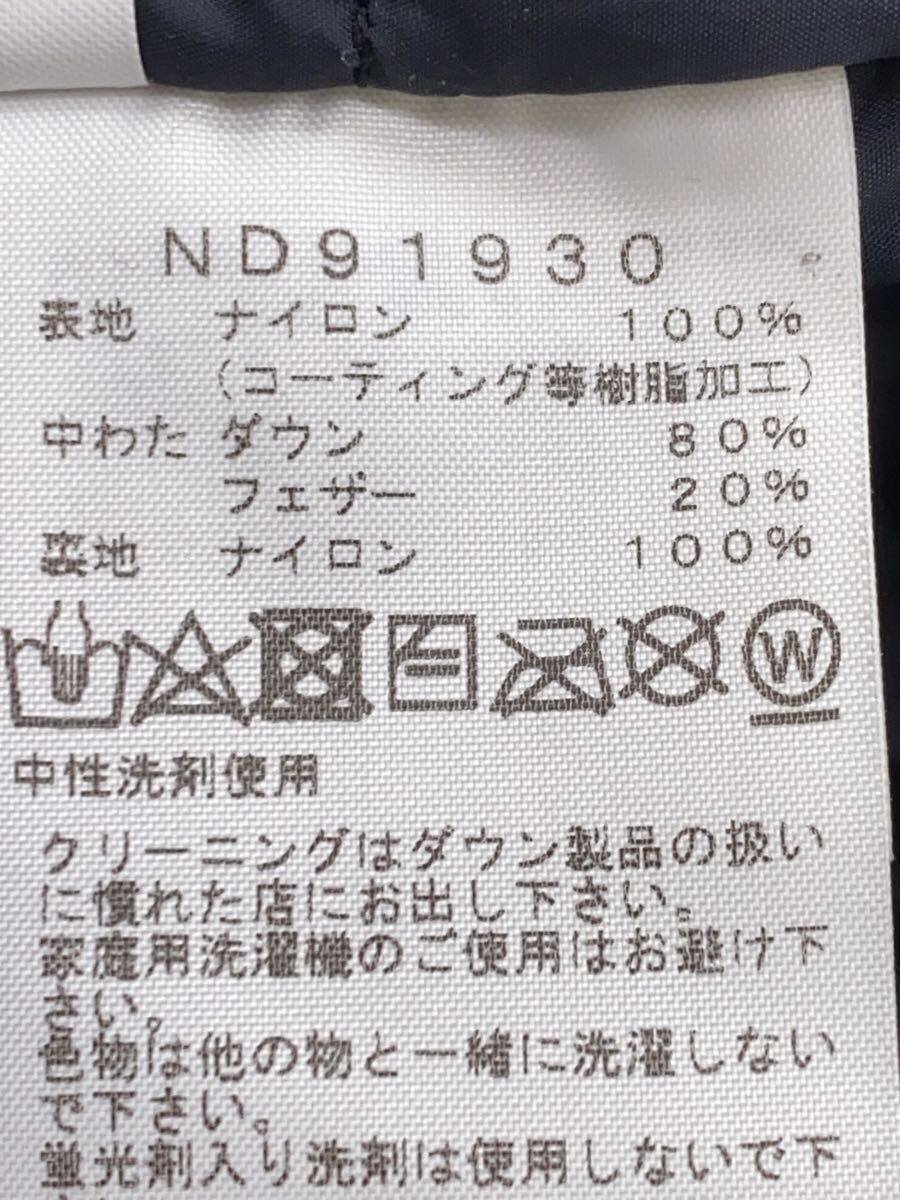 ND91930
表地 ナイロン 100%
(コーティング等樹脂加工)
中わた ダウン 80%
フェザー 20%
裏地 ナイロン 100%
W
中性洗剤使用
クリーニングはダウン製品の扱い
に慣れた店にお出し下さい。
家庭用洗濯機のご使用はお避け下
さい。
色物は他の物と一緒に洗濯しない
で下さい。
蛍光剤入り洗剤は使用しないで下